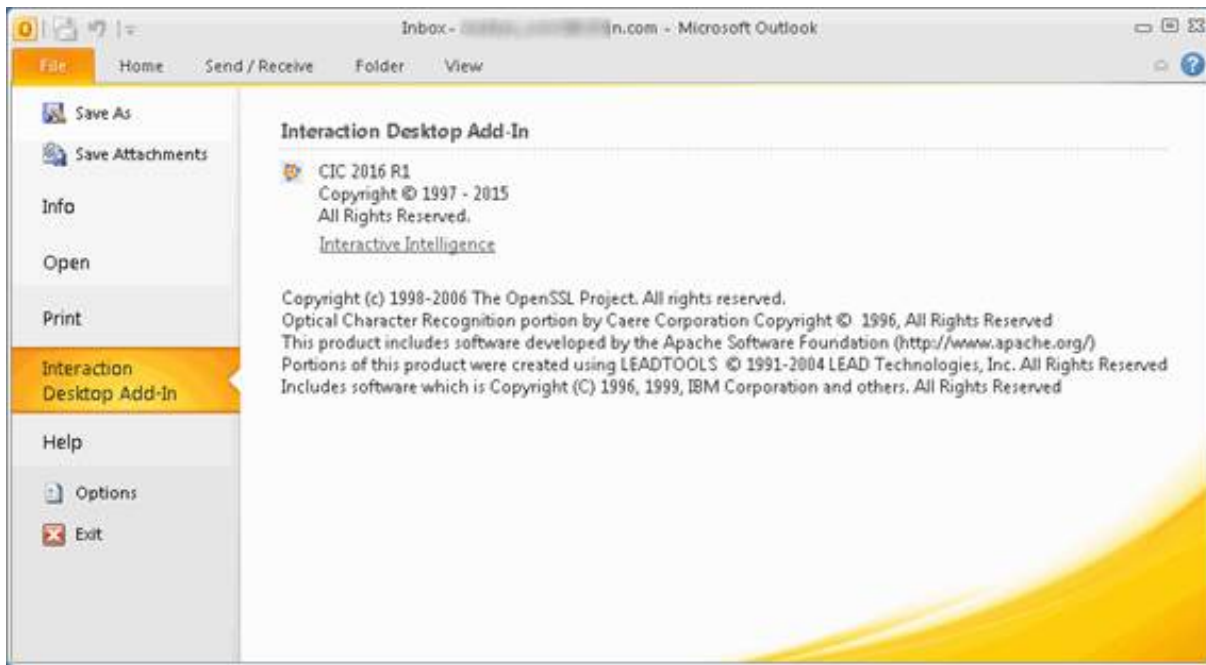 Inbox - n.com - Microsoft Outlook
File Home Send / Receive Folder View
Save As
Save Attachments
Info
Open
Print
Interaction
Desktop Add-In
Help
Options
Exit
Interaction Desktop Add-In
CIC 2016 R1
Copyright © 1997 - 2015
All Rights Reserved.
Interactive Intelligence
Copyright (c) 1998-2006 The OpenSSL Project. All rights reserved.
Optical Character Recognition portion by Caere Corporation Copyright © 1996, All Rights Reserved
This product includes software developed by the Apache Software Foundation (http://www.apache.org/)
Portions of this product were created using LEADTOOLS © 1991-2004 LEAD Technologies, Inc. All Rights Reserved
Includes software which is Copyright (C) 1996, 1999, IBM Corporation and others. All Rights Reserved